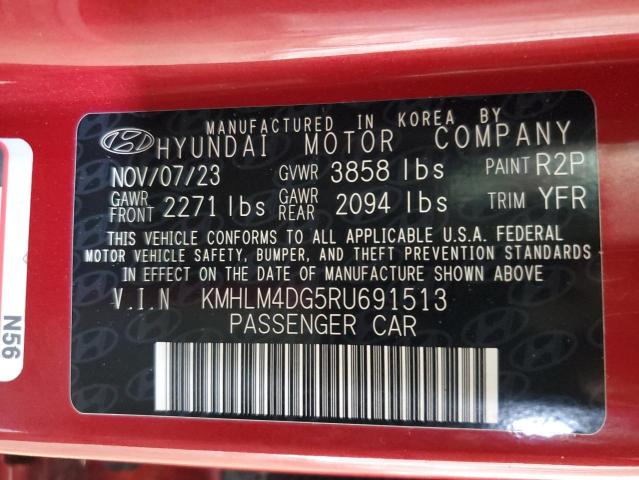 MANUFACTURED IN KOREA BY
HYUNDAI MOTOR COMPANY
NOV/07/23 GVWR 3858 lbs PAINT R2P
GAWR FRONT 2271 lbs GAWR REAR 2094 lbs TRIM YFR
THIS VEHICLE CONFORMS TO ALL APPLICABLE U.S.A. FEDERAL
MOTOR VEHICLE SAFETY, BUMPER, AND THEFT PREVENTION STANDARDS
IN EFFECT ON THE DATE OF MANUFACTURE SHOWN ABOVE.
V.I.N KMHLM4DG5RU691513
PASSENGER CAR
N56